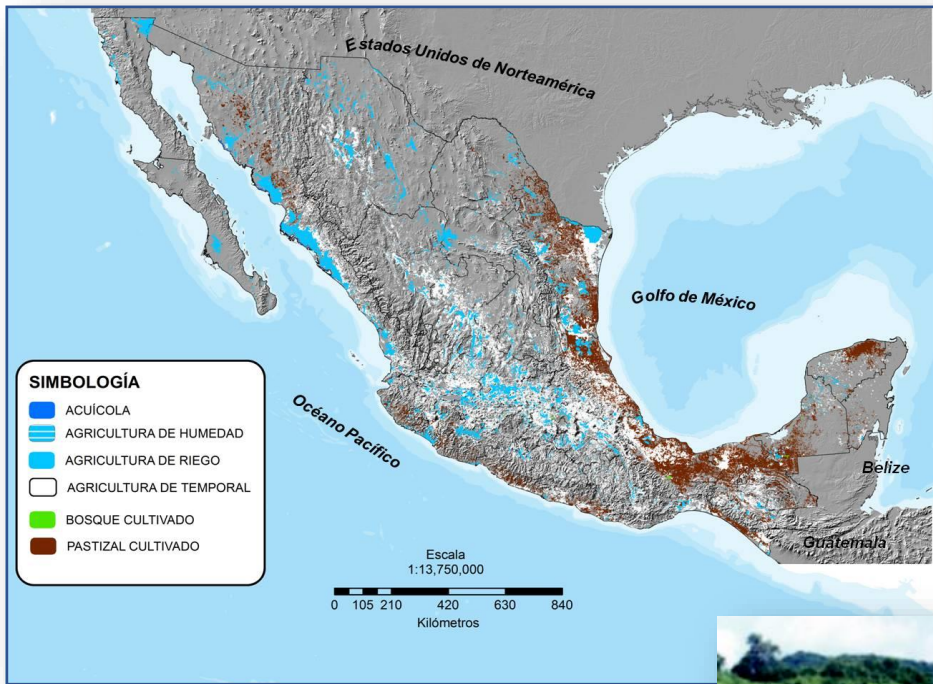 Estados Unidos de Norteamérica
Golfo de México
Océano Pacífico
Belize
Guatemala
SIMBOLOGÍA
ACUÍCOLA
AGRICULTURA DE HUMEDAD
AGRICULTURA DE RIEGO
AGRICULTURA DE TEMPORAL
BOSQUE CULTIVADO
PASTIZAL CULTIVADO
Escala
1:13,750,000
0 105 210 420 630 840
Kilómetros